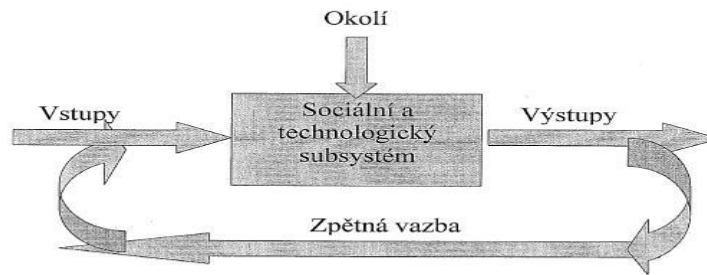 Okolí
Vstupy
Sociální a
technologický
subsystém
Výstupy
Zpětná vazba